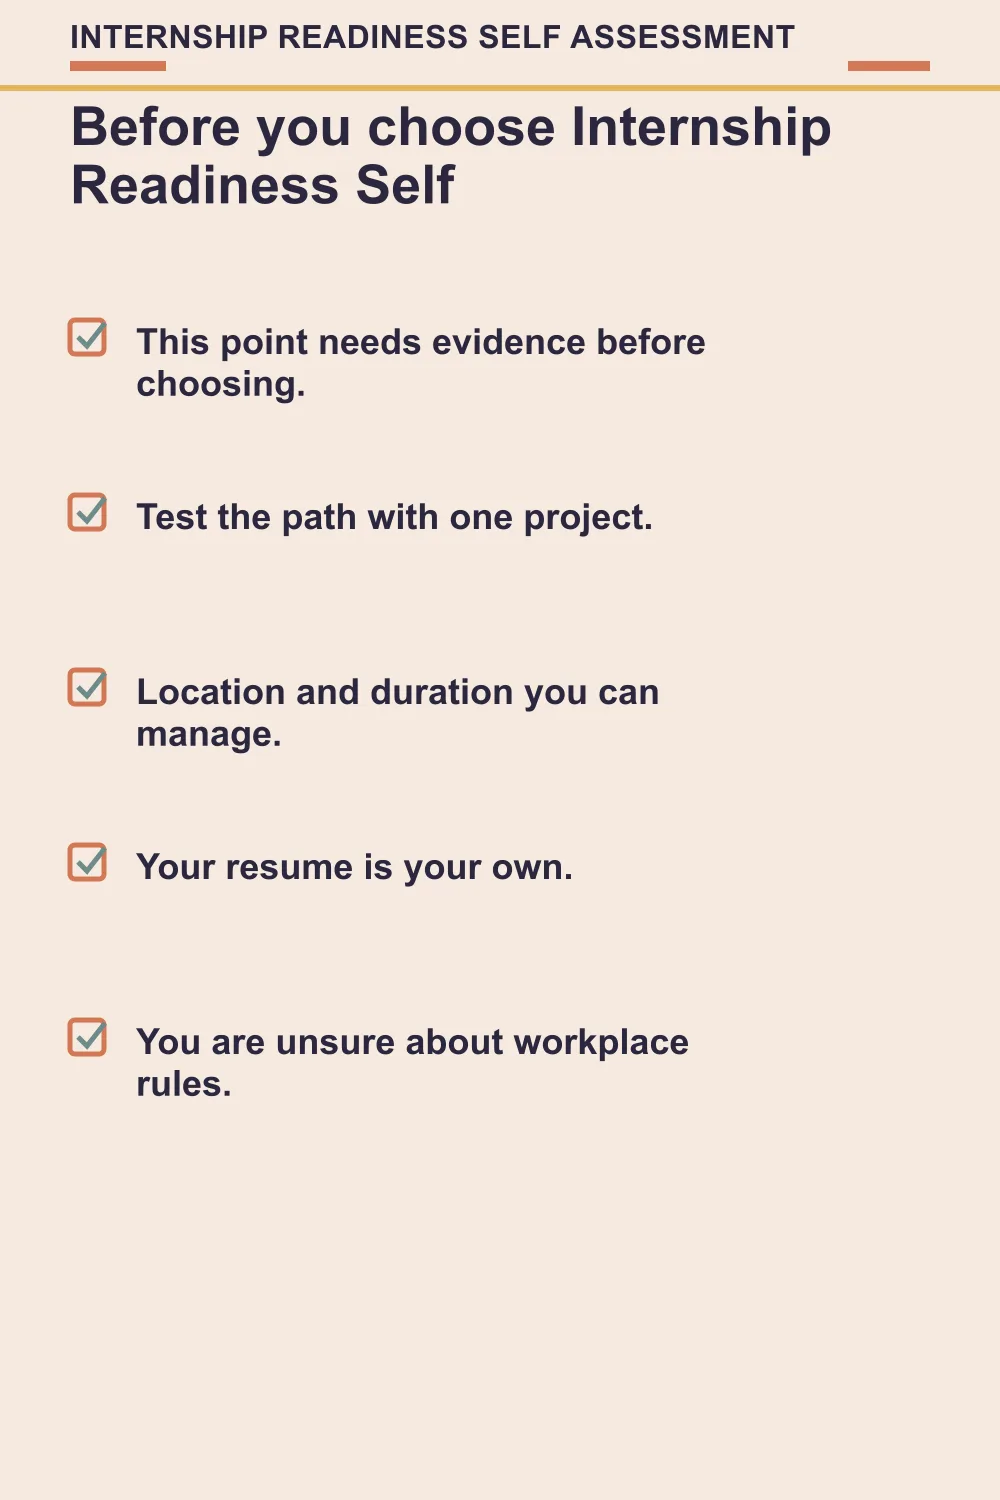 INTERNSHIP READINESS SELF ASSESSMENT
Before you choose Internship
Readiness Self
This point needs evidence before
choosing.
Test the path with one project.
Location and duration you can
manage.
Your resume is your own.
You are unsure about workplace
rules.